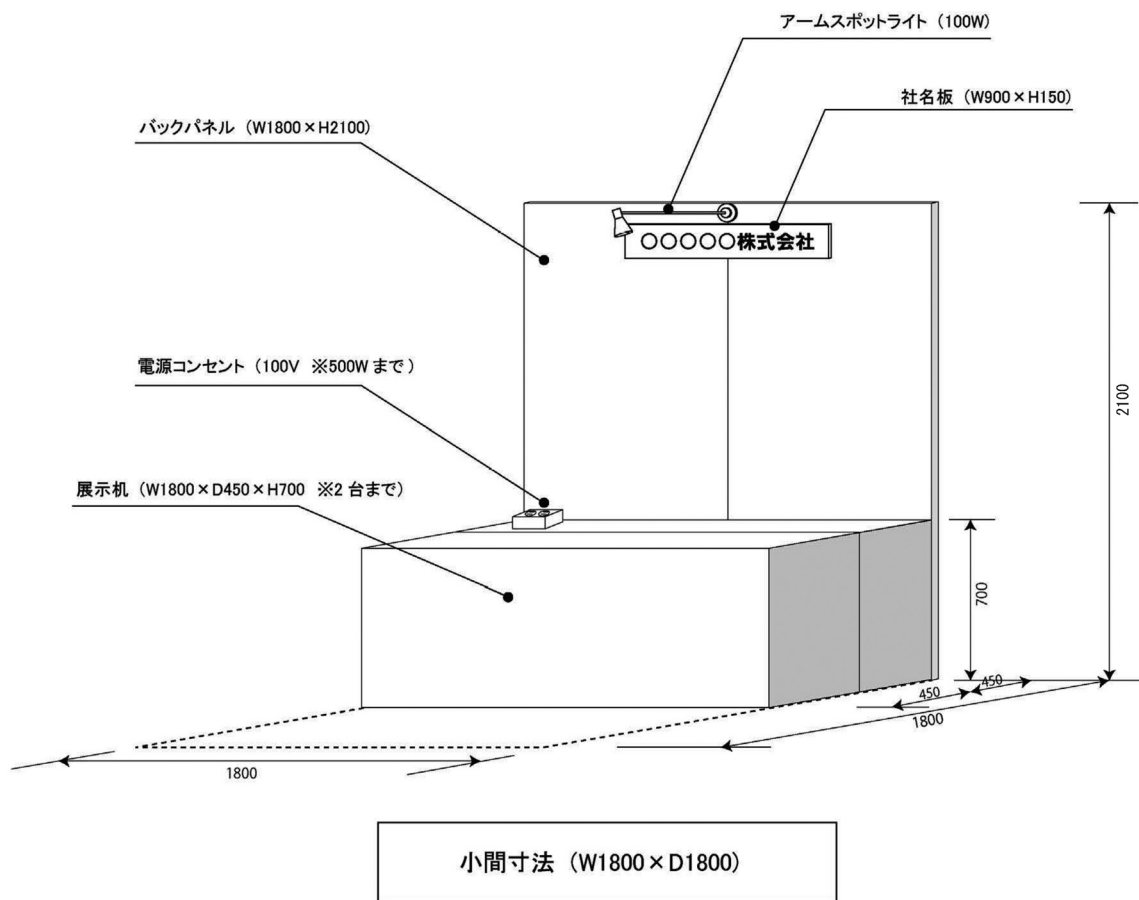 アームスポットライト（100W）
社名板（W900×H150）
バックパネル（W1800×H2100）
○○○○○株式会社
電源コンセント（100V　※500Wまで）
2100
展示机（W1800×D450×H700　※2台まで）
700
450
450
1800
1800
小間寸法（W1800×D1800）